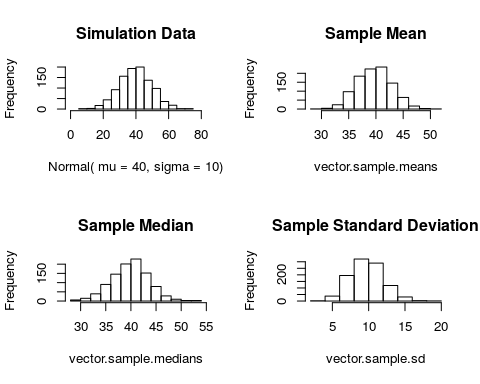 Simulation Data
Frequency
0
150
0
20
40
60
80
Normal( mu = 40, sigma = 10)
Sample Mean
Frequency
0
150
30
35
40
45
50
vector.sample.means
Sample Median
Frequency
0
150
30
35
40
45
50
55
vector.sample.medians
Sample Standard Deviation
Frequency
0
200
5
10
15
20
vector.sample.sd